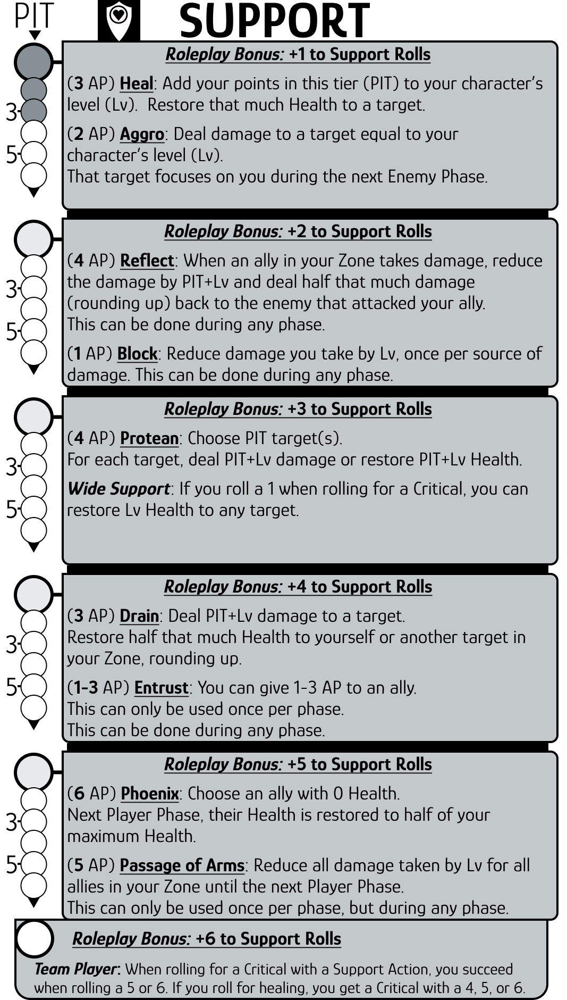 PIT
SUPPORT
Roleplay Bonus: +1 to Support Rolls
(3 AP) Heal: Add your points in this tier (PIT) to your character's
level (Lv).  Restore that much Health to a target.
3
(2 AP) Aggro: Deal damage to a target equal to your
character's level (Lv).
5
That target focuses on you during the next Enemy Phase.
Roleplay Bonus: +2 to Support Rolls
(4 AP) Reflect: When an ally in your Zone takes damage, reduce
the damage by PIT+Lv and deal half that much damage
3
(rounding up) back to the enemy that attacked your ally.
This can be done during any phase.
5
(1 AP) Block: Reduce damage you take by Lv, once per source of
damage. This can be done during any phase.
Roleplay Bonus: +3 to Support Rolls
(4 AP) Protean: Choose PIT target(s).
For each target, deal PIT+Lv damage or restore PIT+Lv Health.
3
Wide Support: If you roll a 1 when rolling for a Critical, you can
restore Lv Health to any target.
5
Roleplay Bonus: +4 to Support Rolls
(3 AP) Drain: Deal PIT+Lv damage to a target.
Restore half that much Health to yourself or another target in
3
your Zone, rounding up.
(1-3 AP) Entrust: You can give 1-3 AP to an ally.
5
This can only be used once per phase.
This can be done during any phase.
Roleplay Bonus: +5 to Support Rolls
(6 AP) Phoenix: Choose an ally with 0 Health.
Next Player Phase, their Health is restored to half of your
3
maximum Health.
(5 AP) Passage of Arms: Reduce all damage taken by Lv for all
5
allies in your Zone until the next Player Phase.
This can only be used once per phase, but during any phase.
Roleplay Bonus: +6 to Support Rolls
Team Player: When rolling for a Critical with a Support Action, you succeed
when rolling a 5 or 6. If you roll for healing, you get a Critical with a 4, 5, or 6.